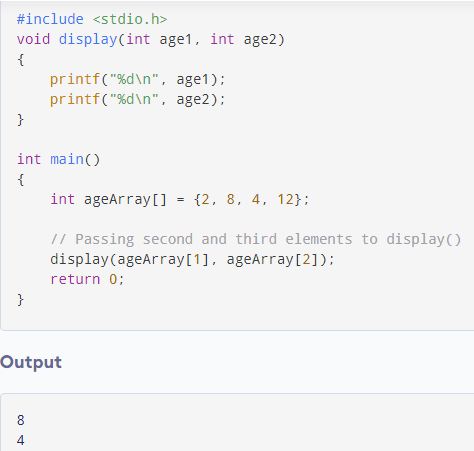 #include <stdio.h>
void display(int age1, int age2)
{
    printf("%d\n", age1);
    printf("%d\n", age2);
}

int main()
{
    int ageArray[] = {2, 8, 4, 12};

    // Passing second and third elements to display()
    display(ageArray[1], ageArray[2]);
    return 0;
}
Output
8
4